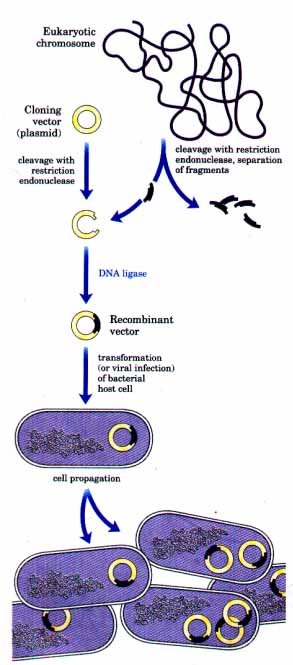 Eukaryotic
chromosome
Cloning
vector
(plasmid)
cleavage with
restriction
endonuclease
cleavage with restriction
endonuclease, separation
of fragments
DNA ligase
Recombinant
vector
transformation
(or viral infection)
of bacterial
host cell
cell propagation